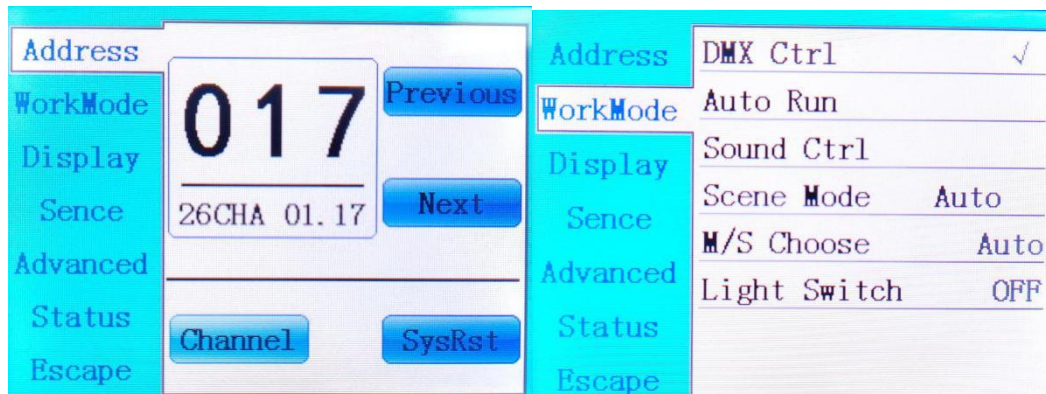 Address
WorkMode
Display
Sence
Advanced
Status
Escape
017
26CHA 01.17
Previous
Next
Channel
SysRst
Address
WorkMode
Display
Sence
Advanced
Status
Escape
DMX Ctrl √
Auto Run
Sound Ctrl
Scene Mode Auto
M/S Choose Auto
Light Switch OFF